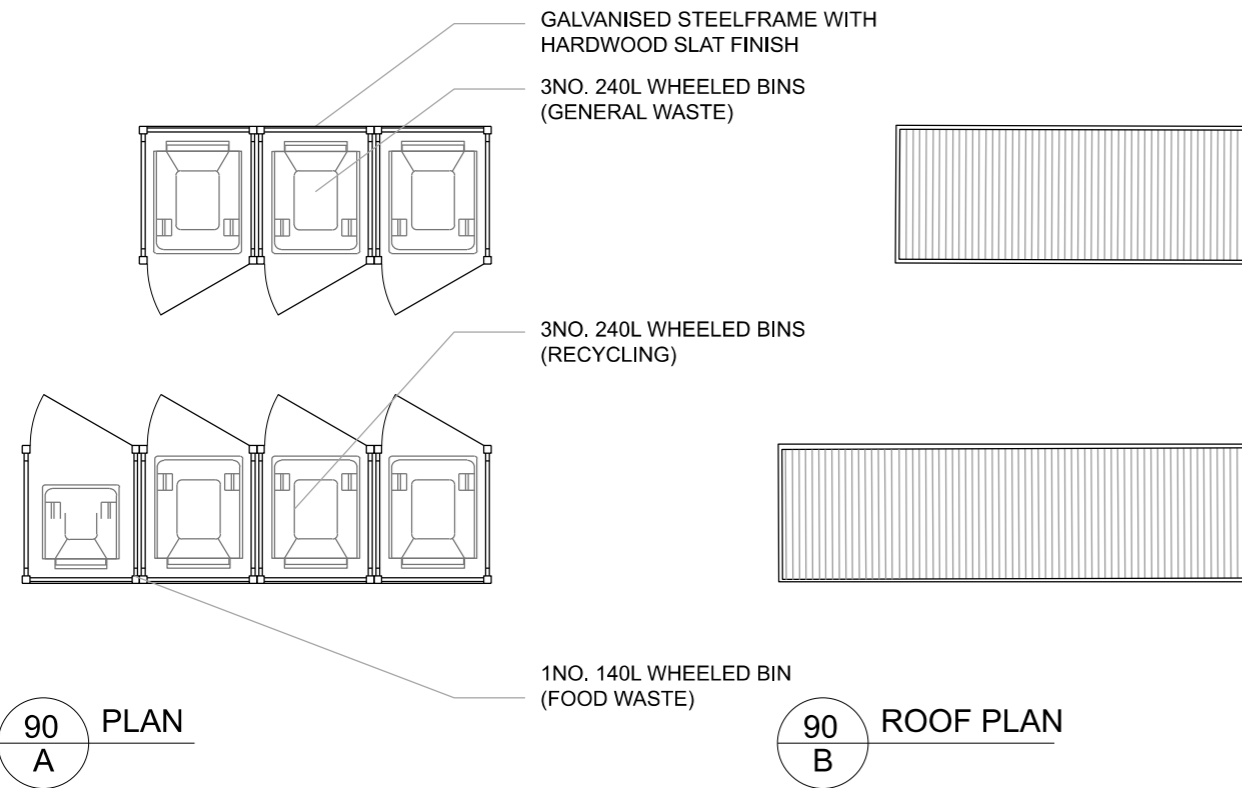 GALVANISED STEELFRAME WITH
HARDWOOD SLAT FINISH
3NO. 240L WHEELED BINS
(GENERAL WASTE)
3NO. 240L WHEELED BINS
(RECYCLING)
1NO. 140L WHEELED BIN
(FOOD WASTE)
90
A
PLAN
90
B
ROOF PLAN